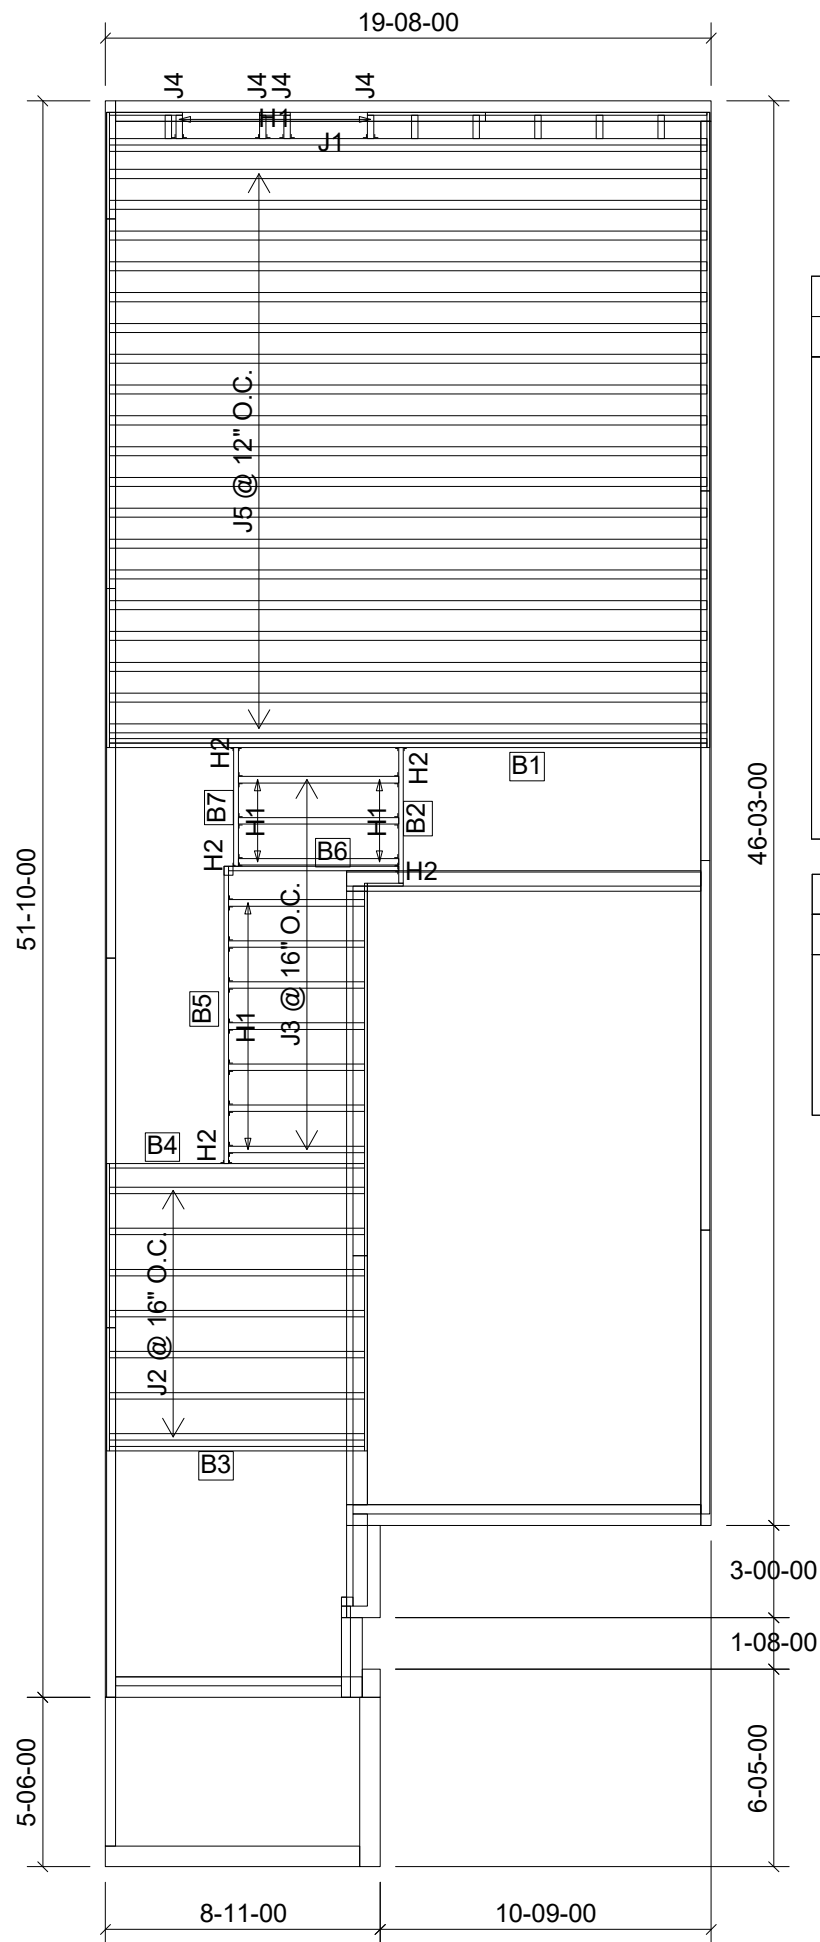 19-08-00
J4
J4
J4
J4
H1
J1
J5 @ 12" O.C.
51-10-00
46-03-00
H2
H2
B1
B7
H1
H1
B2
B6
H2
H2
J3 @ 16" O.C.
B5
H1
H2
B4
J2 @ 16" O.C.
B3
3-00-00
1-08-00
5-06-00
6-05-00
8-11-00
10-09-00